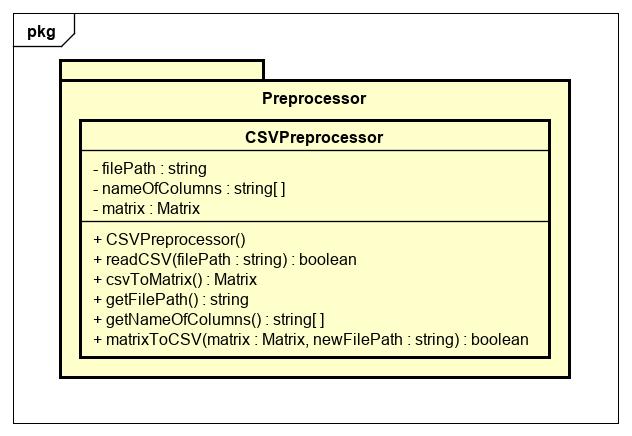 pkg
Preprocessor
CSVPreprocessor
- filePath : string
- nameOfColumns : string[ ]
- matrix : Matrix
+ CSVPreprocessor()
+ readCSV(filePath : string) : boolean
+ csvToMatrix() : Matrix
+ getFilePath() : string
+ getNameOfColumns() : string[ ]
+ matrixToCSV(matrix : Matrix, newFilePath : string) : boolean